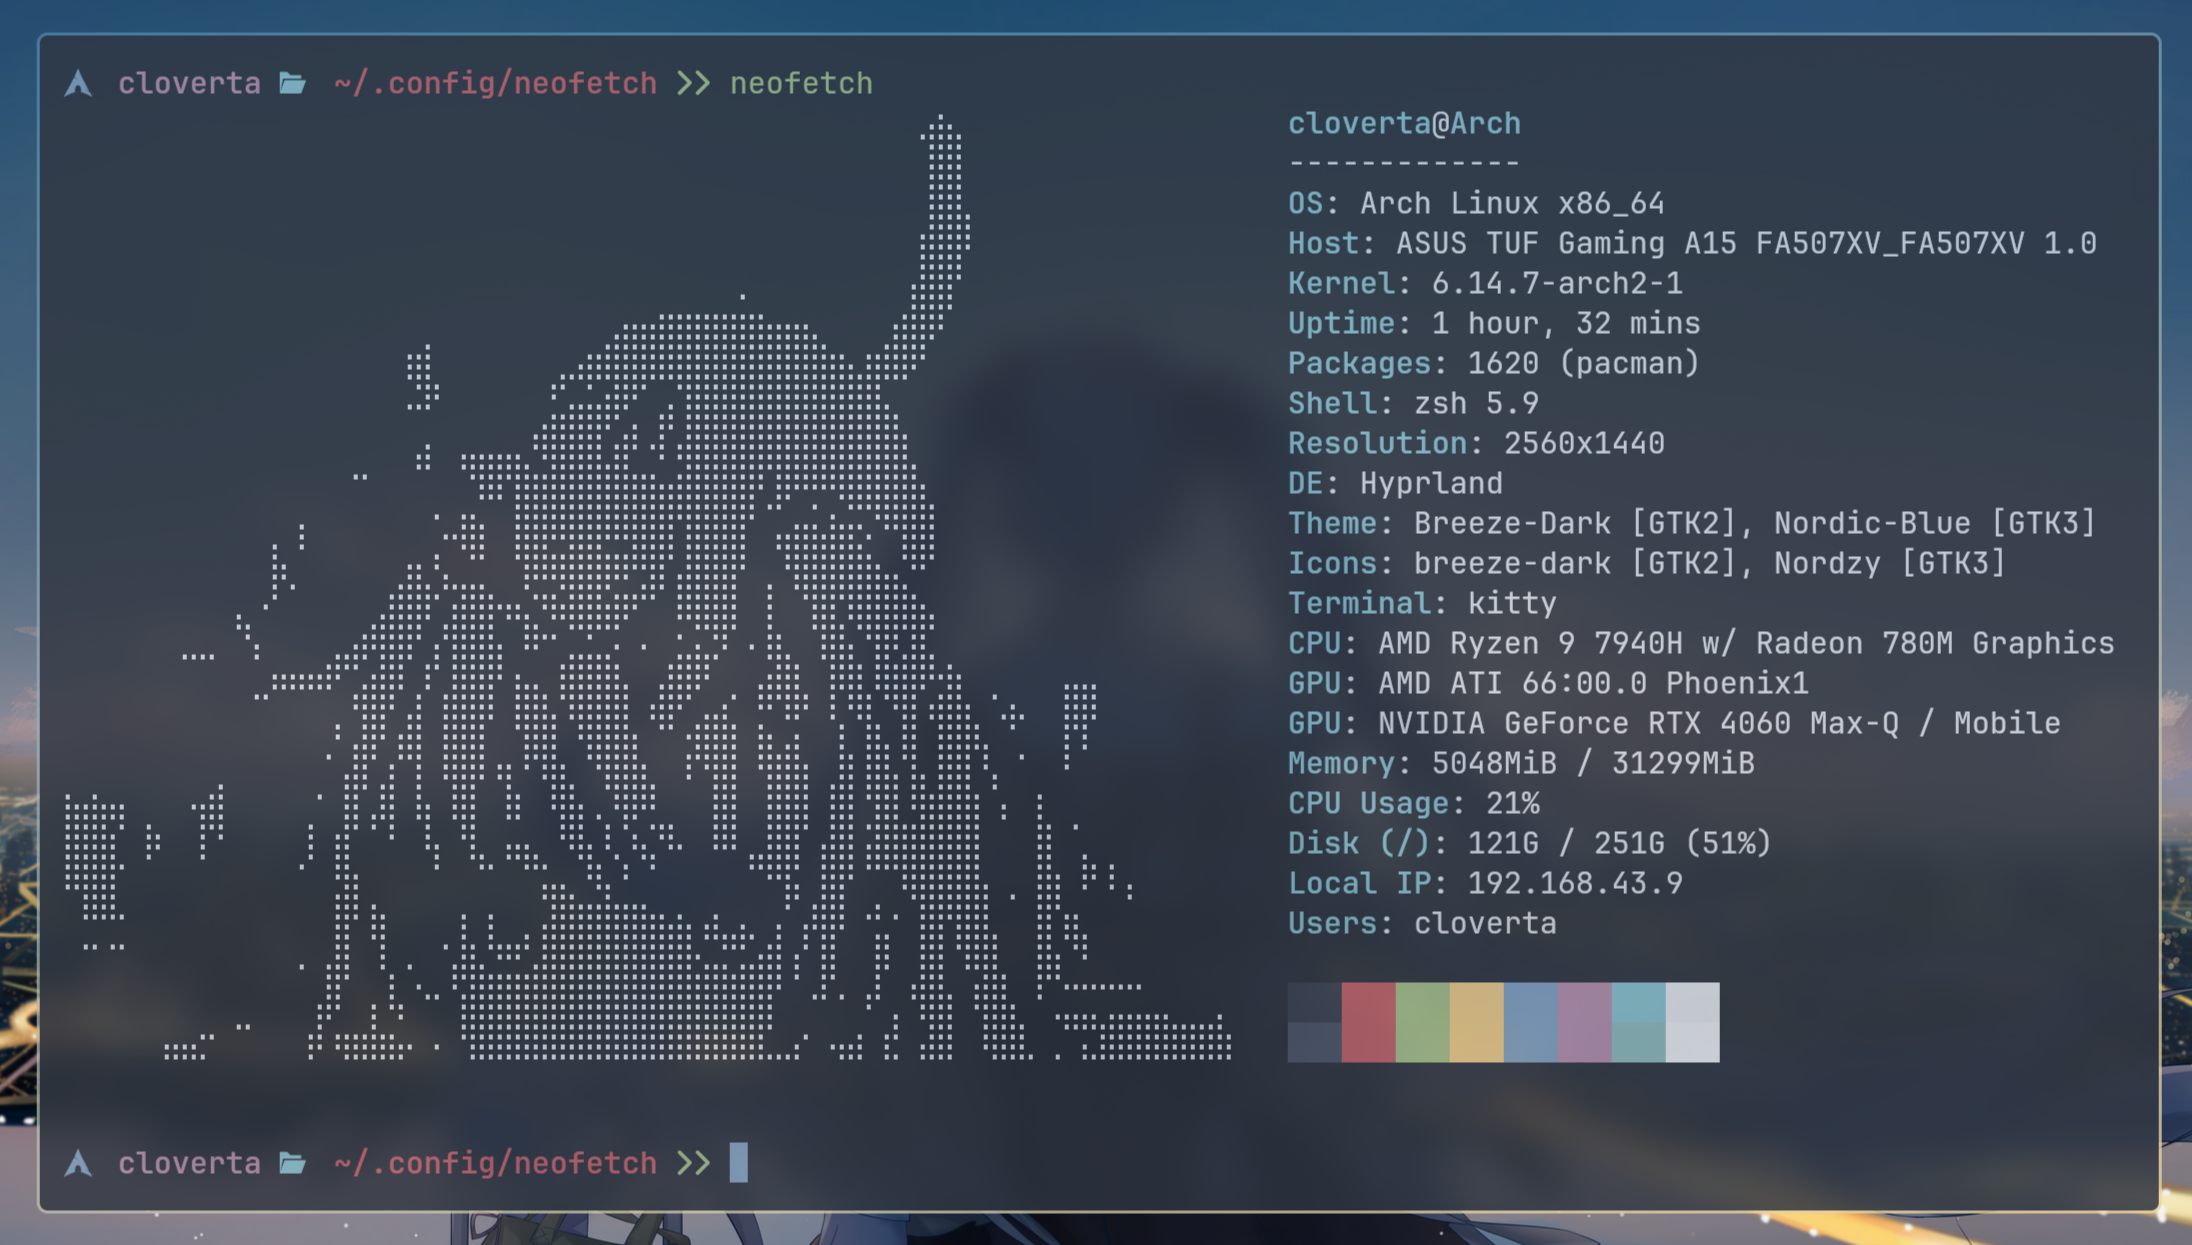 cloverta ~/.config/neofetch >> neofetch
cloverta@Arch
-------------
OS: Arch Linux x86_64
Host: ASUS TUF Gaming A15 FA507XV_FA507XV 1.0
Kernel: 6.14.7-arch2-1
Uptime: 1 hour, 32 mins
Packages: 1620 (pacman)
Shell: zsh 5.9
Resolution: 2560x1440
DE: Hyprland
Theme: Breeze-Dark [GTK2], Nordic-Blue [GTK3]
Icons: breeze-dark [GTK2], Nordzy [GTK3]
Terminal: kitty
CPU: AMD Ryzen 9 7940H w/ Radeon 780M Graphics
GPU: AMD ATI 66:00.0 Phoenix1
GPU: NVIDIA GeForce RTX 4060 Max-Q / Mobile
Memory: 5048MiB / 31299MiB
CPU Usage: 21%
Disk (/): 121G / 251G (51%)
Local IP: 192.168.43.9
Users: cloverta
cloverta ~/.config/neofetch >>